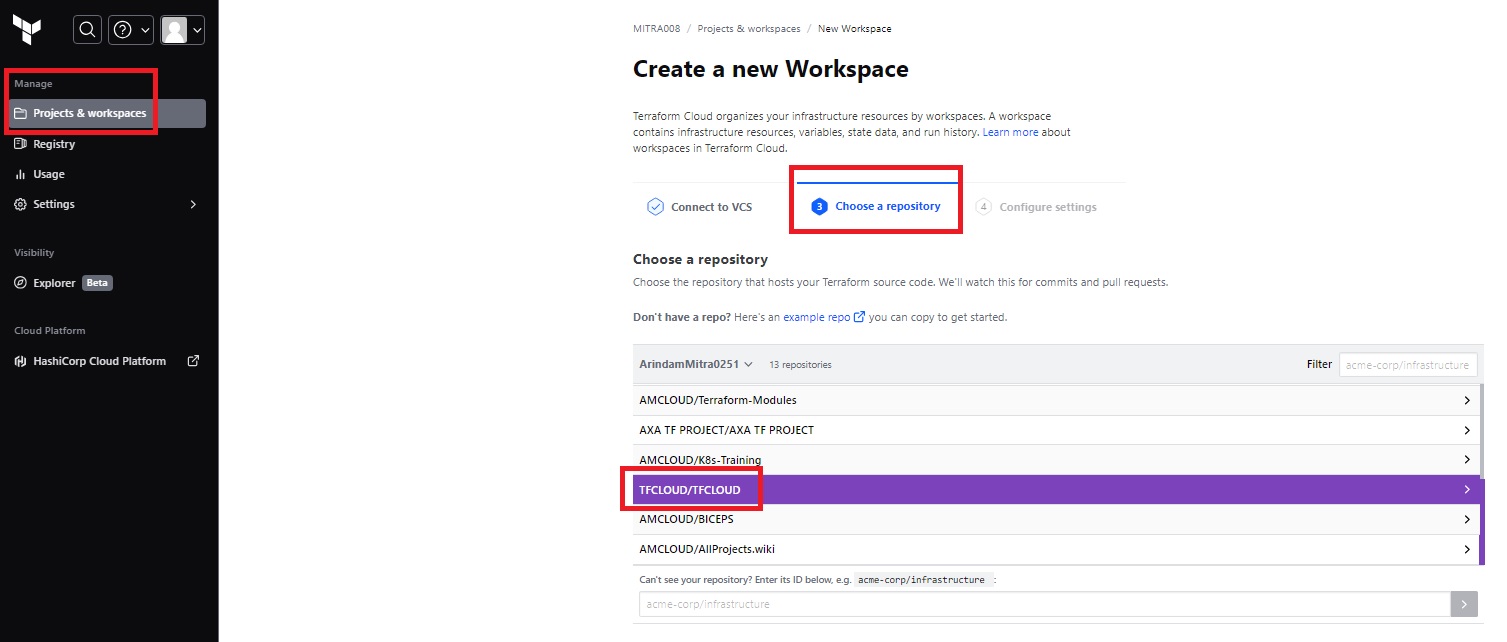 Manage
Projects & workspaces
Registry
Usage
Settings
Visibility
Explorer Beta
Cloud Platform
HashiCorp Cloud Platform
MITRA008 / Projects & workspaces / New Workspace
Create a new Workspace
Terraform Cloud organizes your infrastructure resources by workspaces. A workspace
contains infrastructure resources, variables, state data, and run history. Learn more about
workspaces in Terraform Cloud.
Connect to VCS
3 Choose a repository
4 Configure settings
Choose a repository
Choose the repository that hosts your Terraform source code. We'll watch this for commits and pull requests.
Don't have a repo? Here's an example repo you can copy to get started.
ArindamMitra0251 13 repositories Filter acme-corp/infrastructure
AMCLOUD/Terraform-Modules
AXA TF PROJECT/AXA TF PROJECT
AMCLOUD/K8s-Training
TFCLOUD/TFCLOUD
AMCLOUD/BICEPS
AMCLOUD/AllProjects.wiki
Can't see your repository? Enter its ID below, e.g. acme-corp/infrastructure :
acme-corp/infrastructure